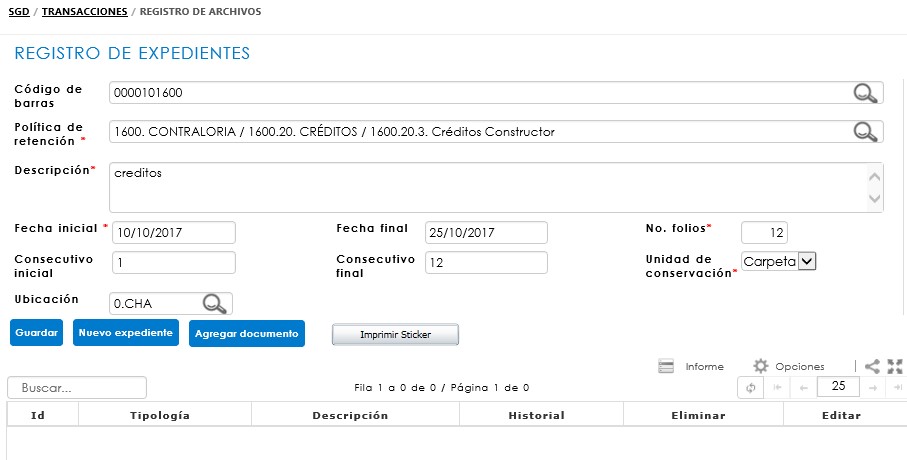 SGD / TRANSACCIONES / REGISTRO DE ARCHIVOS
REGISTRO DE EXPEDIENTES
Código de barras 0000101600
Política de retención * 1600. CONTRALORIA / 1600.20. CRÉDITOS / 1600.20.3. Créditos Constructor
Descripción* creditos
Fecha inicial * 10/10/2017 Fecha final 25/10/2017 No. folios* 12
Consecutivo inicial 1 Consecutivo final 12 Unidad de conservación* Carpeta
Ubicación 0.CHA
Guardar Nuevo expediente Agregar documento Imprimir Sticker
Informe Opciones
Buscar... Fila 1 a 0 de 0 / Página 1 de 0 25
Id Tipología Descripción Historial Eliminar Editar